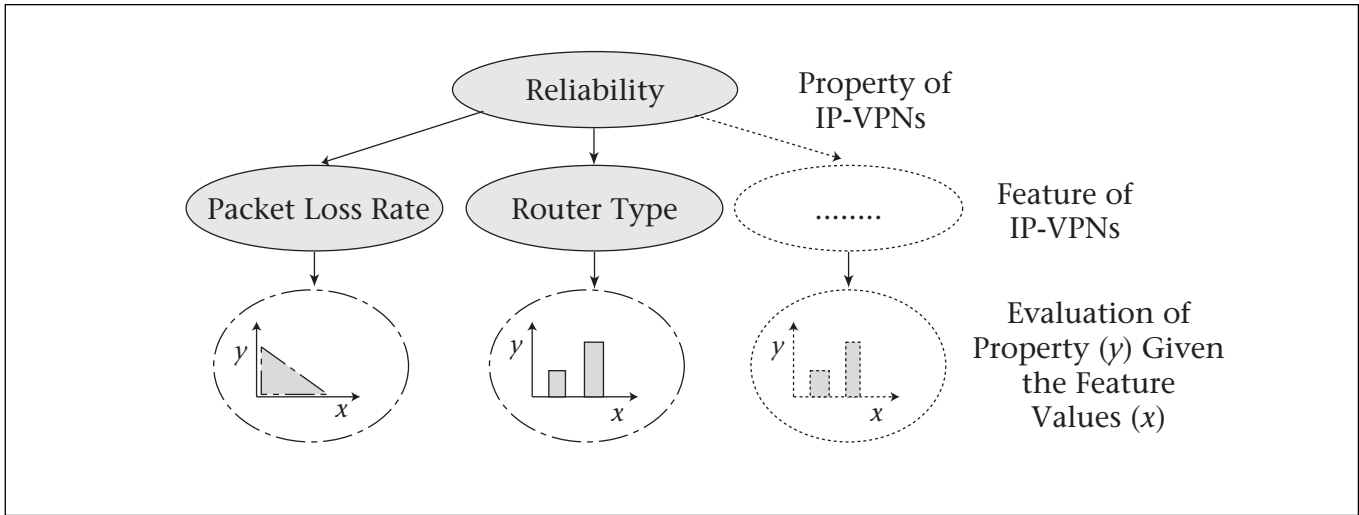 Reliability
Property of
IP-VPNs
Packet Loss Rate
Router Type
........
Feature of
IP-VPNs
y
x
y
x
y
x
Evaluation of
Property (y) Given
the Feature
Values (x)